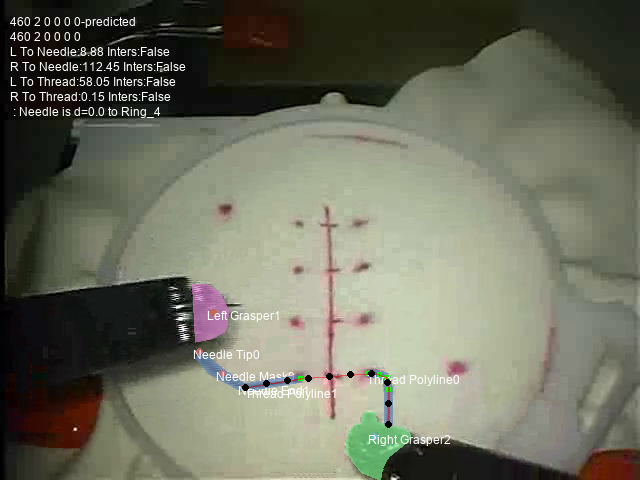 460 2 0 0 0 0-predicted
460 2 0 0 0 0
L To Needle:8.88 Inters:False
R To Needle:112.45 Inters:False
L To Thread:58.05 Inters:False
R To Thread:0.15 Inters:False
: Needle is d=0.0 to Ring_4
Left Grasper1
Needle Tip0
Needle Mask
Thread Polyline0
Thread Polyline1
Right Grasper2